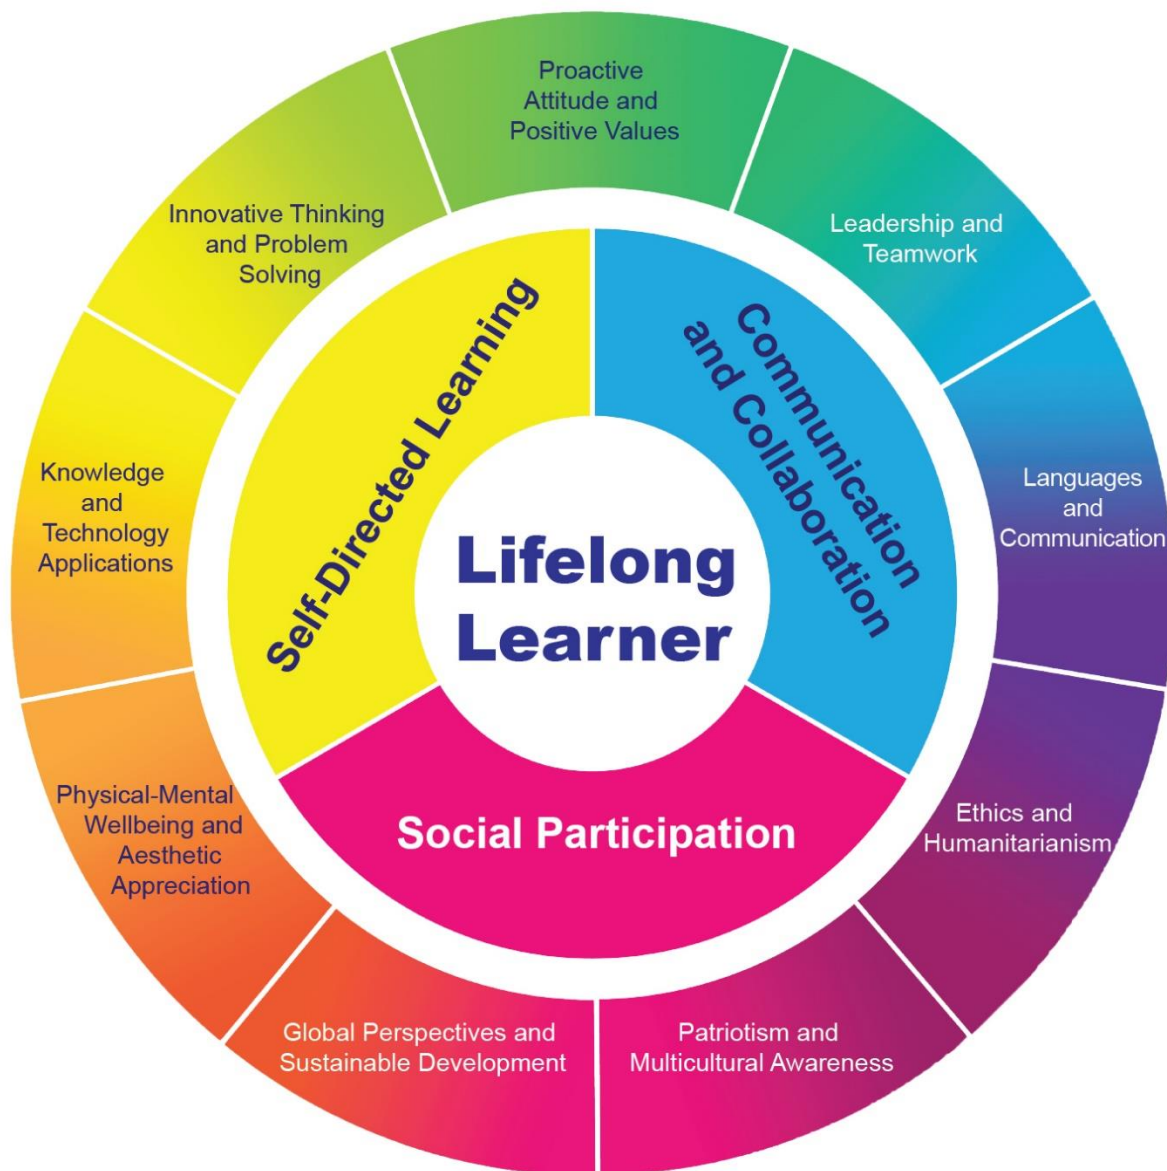 Proactive
Attitude and
Positive Values
Leadership and
Teamwork
Languages
and
Communication
Ethics and
Humanitarianism
Patriotism and
Multicultural Awareness
Global Perspectives and
Sustainable Development
Physical-Mental
Wellbeing and
Aesthetic
Appreciation
Knowledge
and
Technology
Applications
Innovative Thinking
and Problem
Solving
Self-Directed Learning
Communication
and Collaboration
Social Participation
Lifelong
Learner